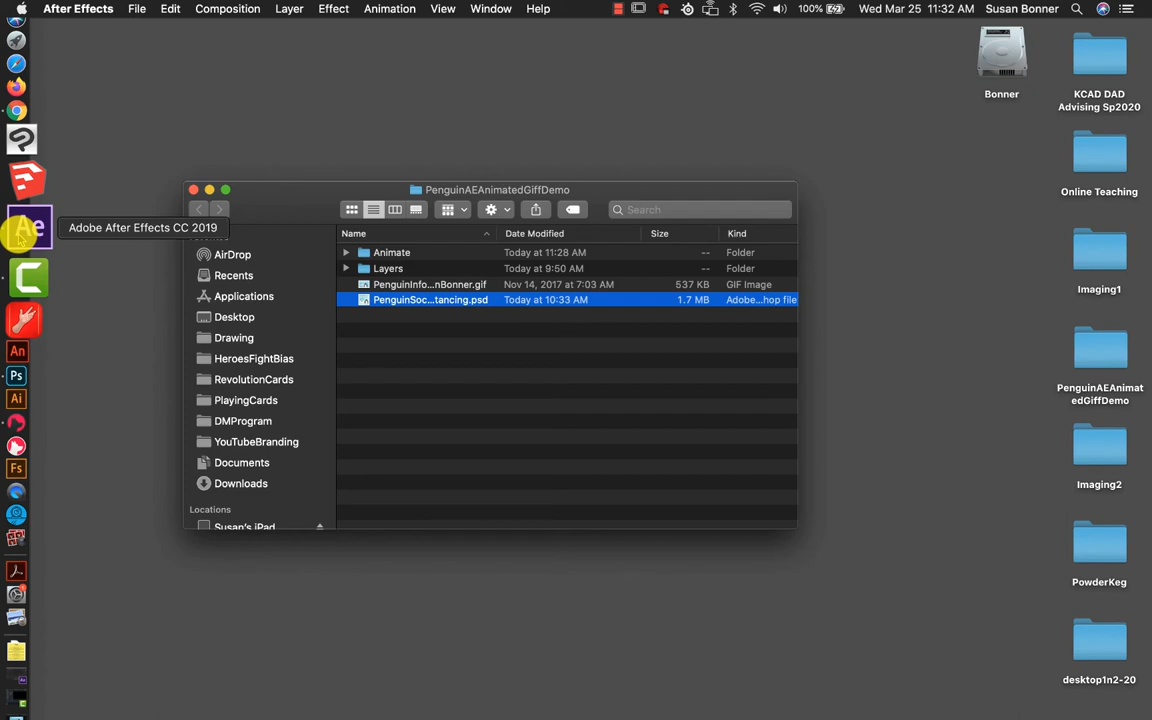 After Effects File Edit Composition Layer Effect Animation View Window Help 100% Wed Mar 25 11:32 AM Susan Bonner
Bonner
KCAD DAD
Advising Sp2020
Online Teaching
Imaging1
PenguinAEAnimat
edGiffDemo
Imaging2
PowderKeg
desktop1n2-20
Ae
Adobe After Effects CC 2019
An
Ps
Ai
Fs
PenguinAEAnimatedGiffDemo
Search
Name Date Modified Size Kind
AirDrop
Recents
Applications
Desktop
Drawing
HeroesFightBias
RevolutionCards
PlayingCards
DMProgram
YouTubeBranding
Documents
Downloads
Locations
Susan's iPad
Animate Today at 11:28 AM -- Folder
Layers Today at 9:50 AM -- Folder
PenguinInfo...nBonner.gif Nov 14, 2017 at 7:03 AM 537 KB GIF Image
PenguinSoc...tancing.psd Today at 10:33 AM 1.7 MB Adobe...hop file